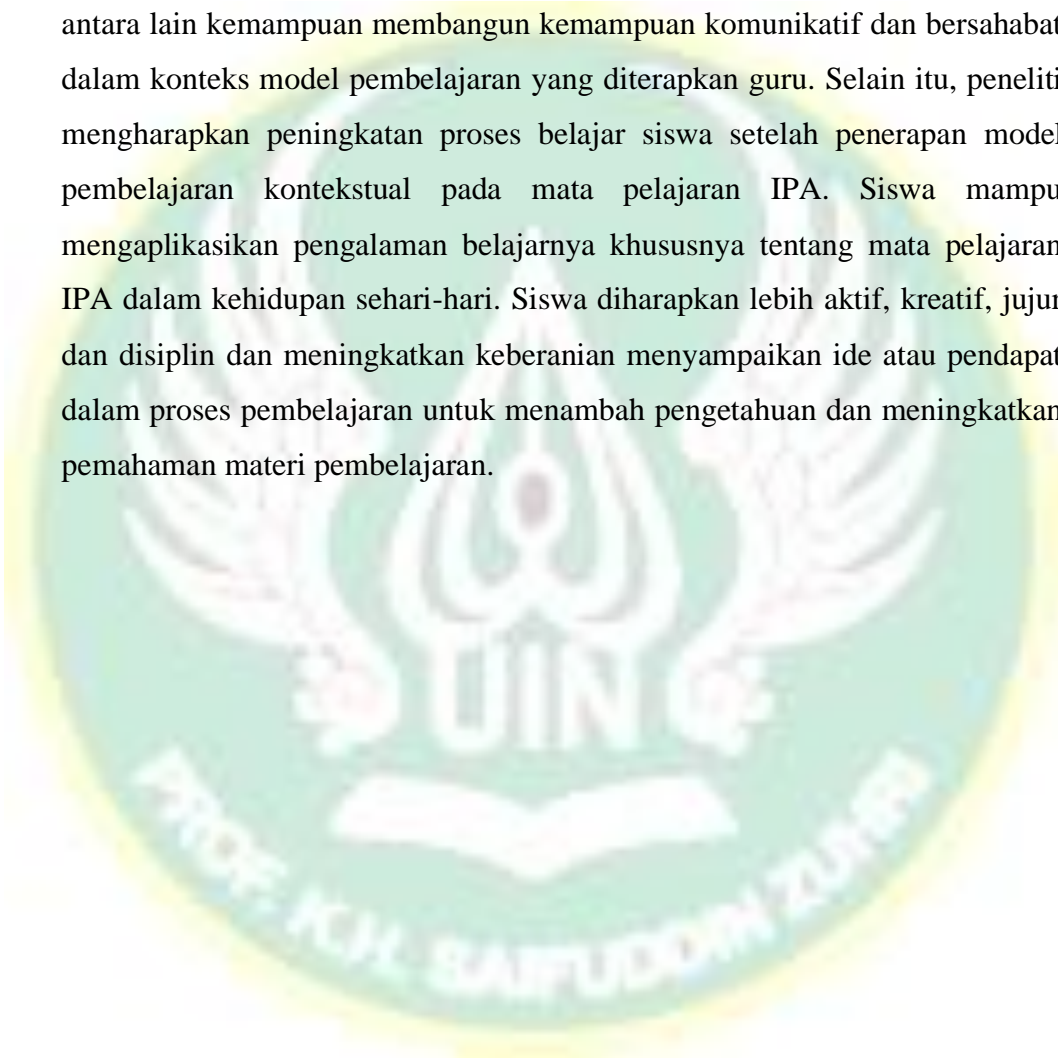 antara lain kemampuan membangun kemampuan komunikatif dan bersahabat
dalam konteks model pembelajaran yang diterapkan guru. Selain itu, peneliti
mengharapkan peningkatan proses belajar siswa setelah penerapan model
pembelajaran kontekstual pada mata pelajaran IPA. Siswa mampu
mengaplikasikan pengalaman belajarnya khususnya tentang mata pelajaran
IPA dalam kehidupan sehari-hari. Siswa diharapkan lebih aktif, kreatif, jujur
dan disiplin dan meningkatkan keberanian menyampaikan ide atau pendapat
dalam proses pembelajaran untuk menambah pengetahuan dan meningkatkan
pemahaman materi pembelajaran.
UIN
PROF. K.H. SAIFUDDIN ZUHRI